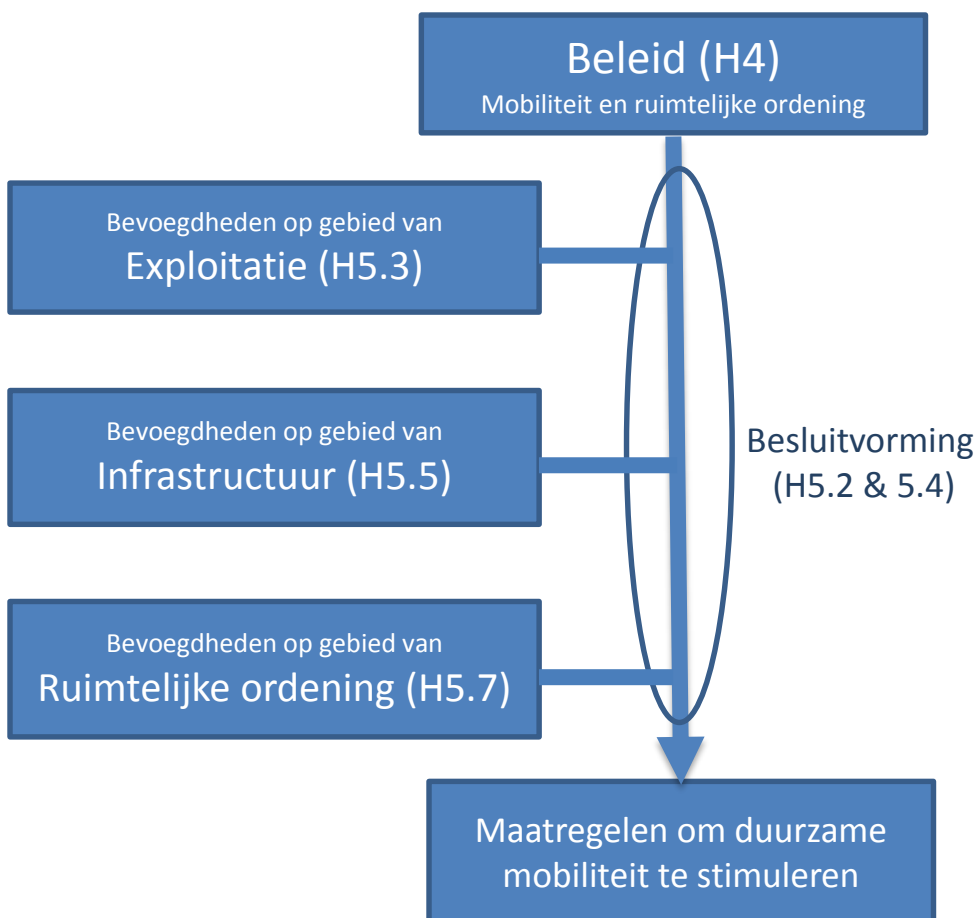 Beleid (H4)
Mobiliteit en ruimtelijke ordening
Bevoegdheden op gebied van
Exploitatie (H5.3)
Bevoegdheden op gebied van
Infrastructuur (H5.5)
Besluitvorming
(H5.2 & 5.4)
Bevoegdheden op gebied van
Ruimtelijke ordening (H5.7)
Maatregelen om duurzame
mobiliteit te stimuleren